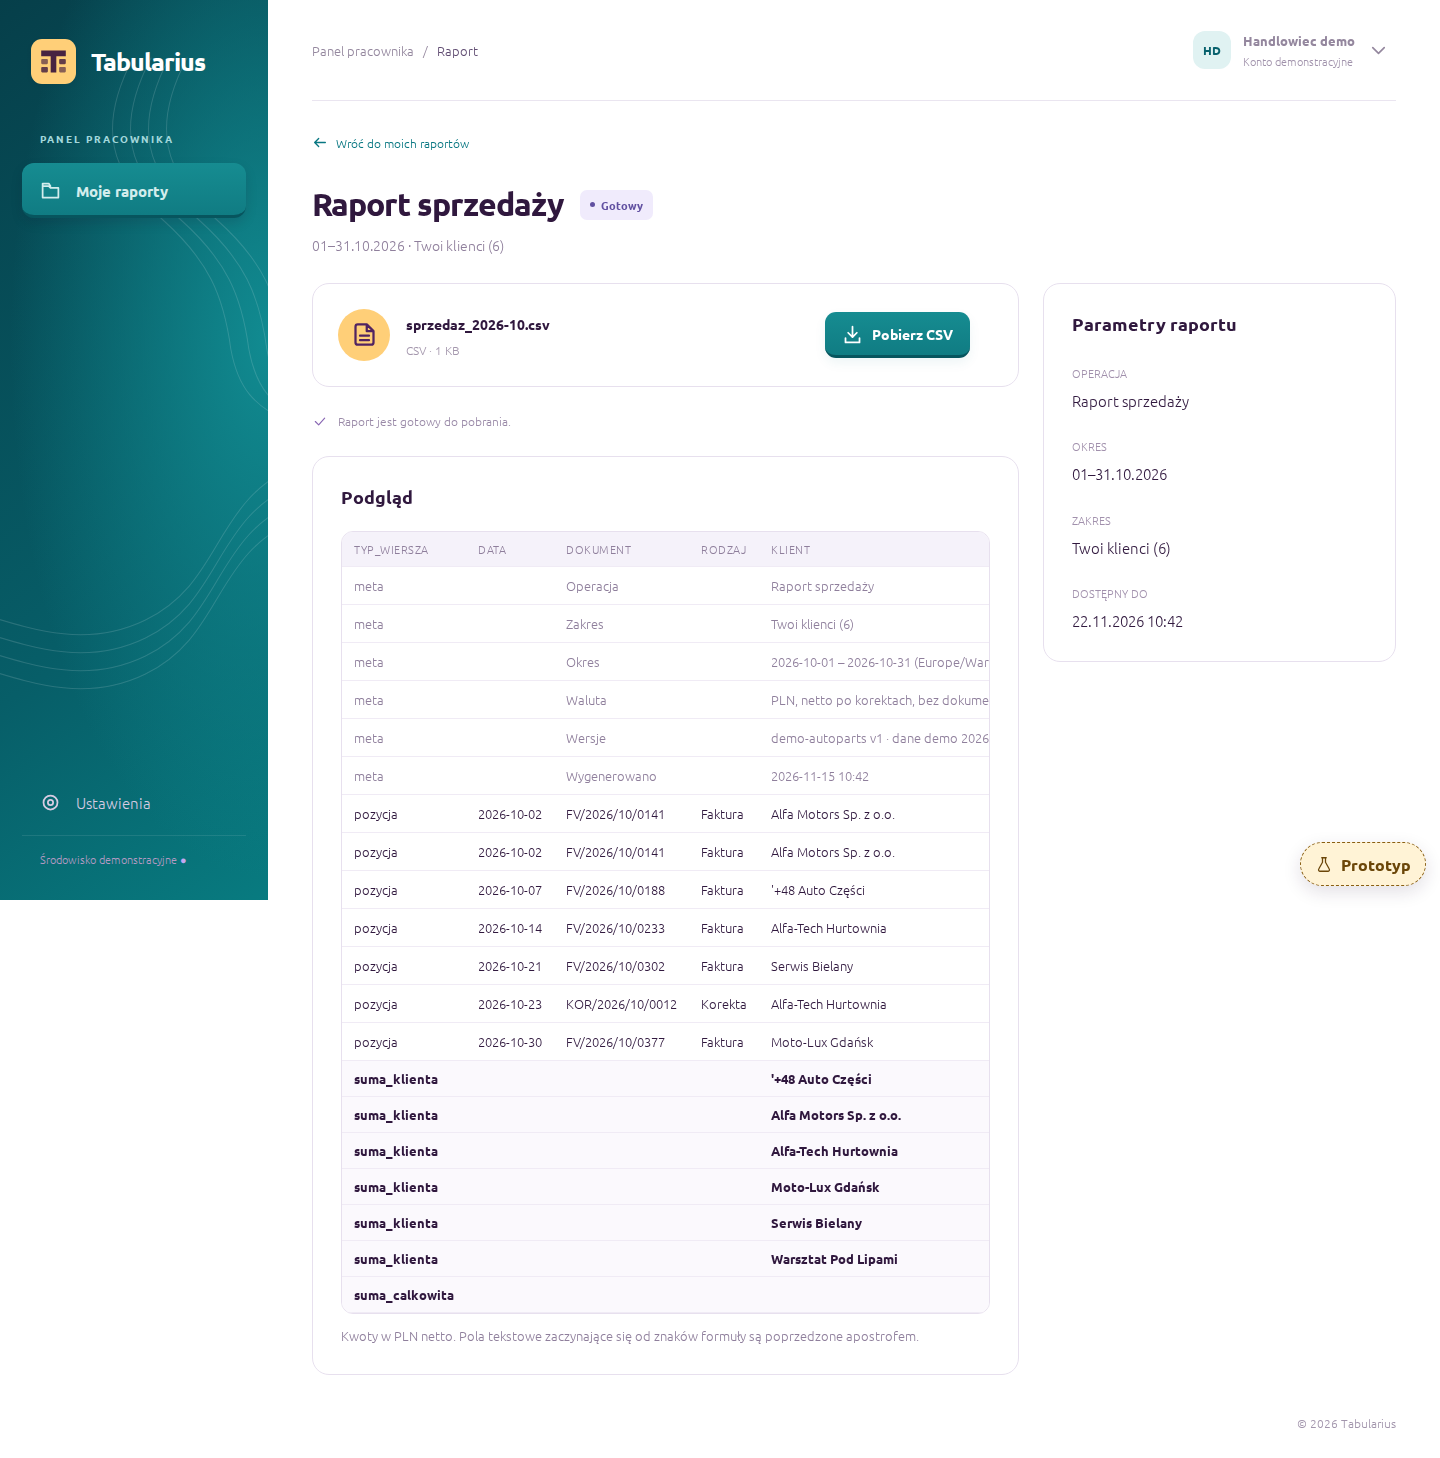 Tabularius
PANEL PRACOWNIKA
Moje raporty
Ustawienia
Środowisko demonstracyjne ●
Panel pracownika / Raport
HD
Handlowiec demo
Konto demonstracyjne
Wróć do moich raportów
Raport sprzedaży
Gotowy
01–31.10.2026 · Twoi klienci (6)
sprzedaz_2026-10.csv
CSV · 1 KB
Pobierz CSV
Raport jest gotowy do pobrania.
Podgląd
TYP_WIERSZA DATA DOKUMENT RODZAJ KLIENT
meta Operacja Raport sprzedaży
meta Zakres Twoi klienci (6)
meta Okres 2026-10-01 – 2026-10-31 (Europe/War
meta Waluta PLN, netto po korektach, bez dokume
meta Wersje demo-autoparts v1 · dane demo 2026
meta Wygenerowano 2026-11-15 10:42
pozycja 2026-10-02 FV/2026/10/0141 Faktura Alfa Motors Sp. z o.o.
pozycja 2026-10-02 FV/2026/10/0141 Faktura Alfa Motors Sp. z o.o.
pozycja 2026-10-07 FV/2026/10/0188 Faktura '+48 Auto Części
pozycja 2026-10-14 FV/2026/10/0233 Faktura Alfa-Tech Hurtownia
pozycja 2026-10-21 FV/2026/10/0302 Faktura Serwis Bielany
pozycja 2026-10-23 KOR/2026/10/0012 Korekta Alfa-Tech Hurtownia
pozycja 2026-10-30 FV/2026/10/0377 Faktura Moto-Lux Gdańsk
suma_klienta '+48 Auto Części
suma_klienta Alfa Motors Sp. z o.o.
suma_klienta Alfa-Tech Hurtownia
suma_klienta Moto-Lux Gdańsk
suma_klienta Serwis Bielany
suma_klienta Warsztat Pod Lipami
suma_calkowita
Kwoty w PLN netto. Pola tekstowe zaczynające się od znaków formuły są poprzedzone apostrofem.
Parametry raportu
OPERACJA
Raport sprzedaży
OKRES
01–31.10.2026
ZAKRES
Twoi klienci (6)
DOSTĘPNY DO
22.11.2026 10:42
Prototyp
© 2026 Tabularius